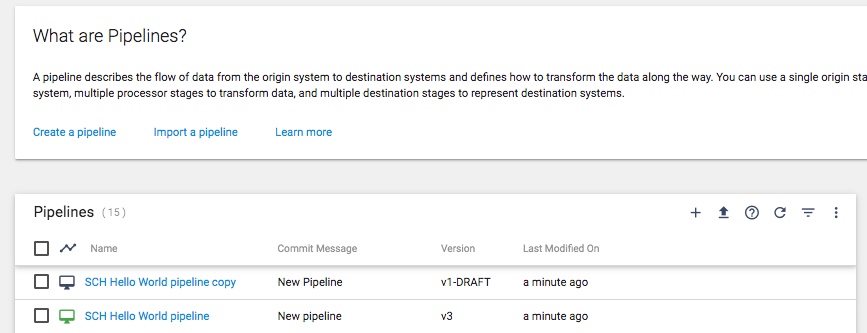 What are Pipelines?
A pipeline describes the flow of data from the origin system to destination systems and defines how to transform the data along the way. You can use a single origin sta
system, multiple processor stages to transform data, and multiple destination stages to represent destination systems.
Create a pipeline Import a pipeline Learn more
Pipelines (15)
Name Commit Message Version Last Modified On
SCH Hello World pipeline copy New Pipeline v1-DRAFT a minute ago
SCH Hello World pipeline New pipeline v3 a minute ago